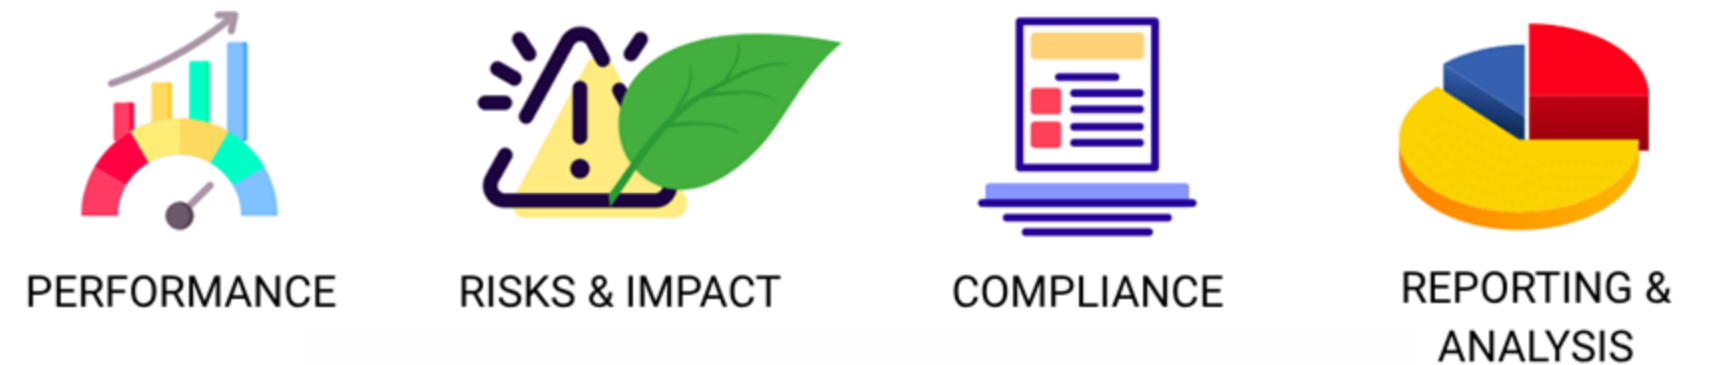 PERFORMANCE
RISKS & IMPACT
COMPLIANCE
REPORTING &
ANALYSIS